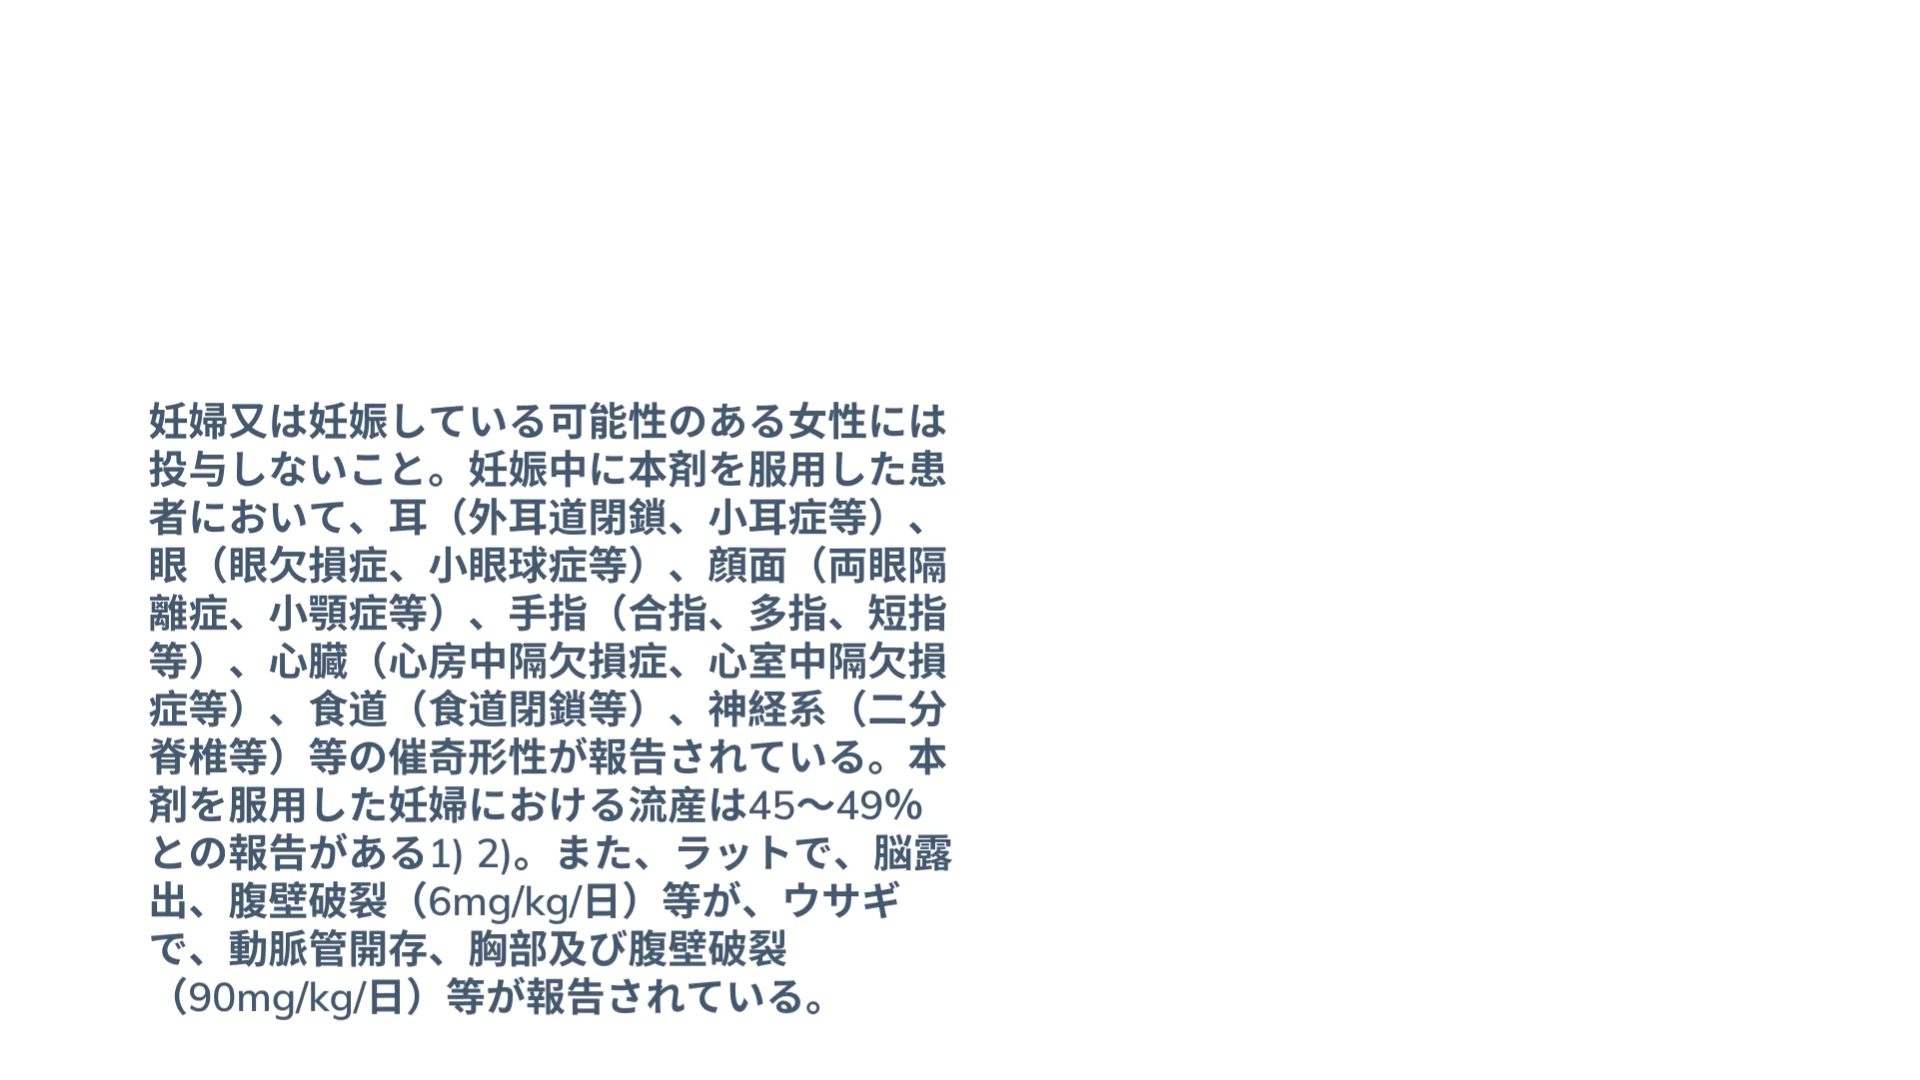 妊婦又は妊娠している可能性のある女性には
投与しないこと。妊娠中に本剤を服用した患
者において、耳（外耳道閉鎖、小耳症等）、
眼（眼欠損症、小眼球症等）、顔面（両眼隔
離症、小顎症等）、手指（合指、多指、短指
等）、心臓（心房中隔欠損症、心室中隔欠損
症等）、食道（食道閉鎖等）、神経系（二分
脊椎等）等の催奇形性が報告されている。本
剤を服用した妊婦における流産は45〜49%
との報告がある1) 2)。また、ラットで、脳露
出、腹壁破裂（6mg/kg/日）等が、ウサギ
で、動脈管開存、胸部及び腹壁破裂
（90mg/kg/日）等が報告されている。